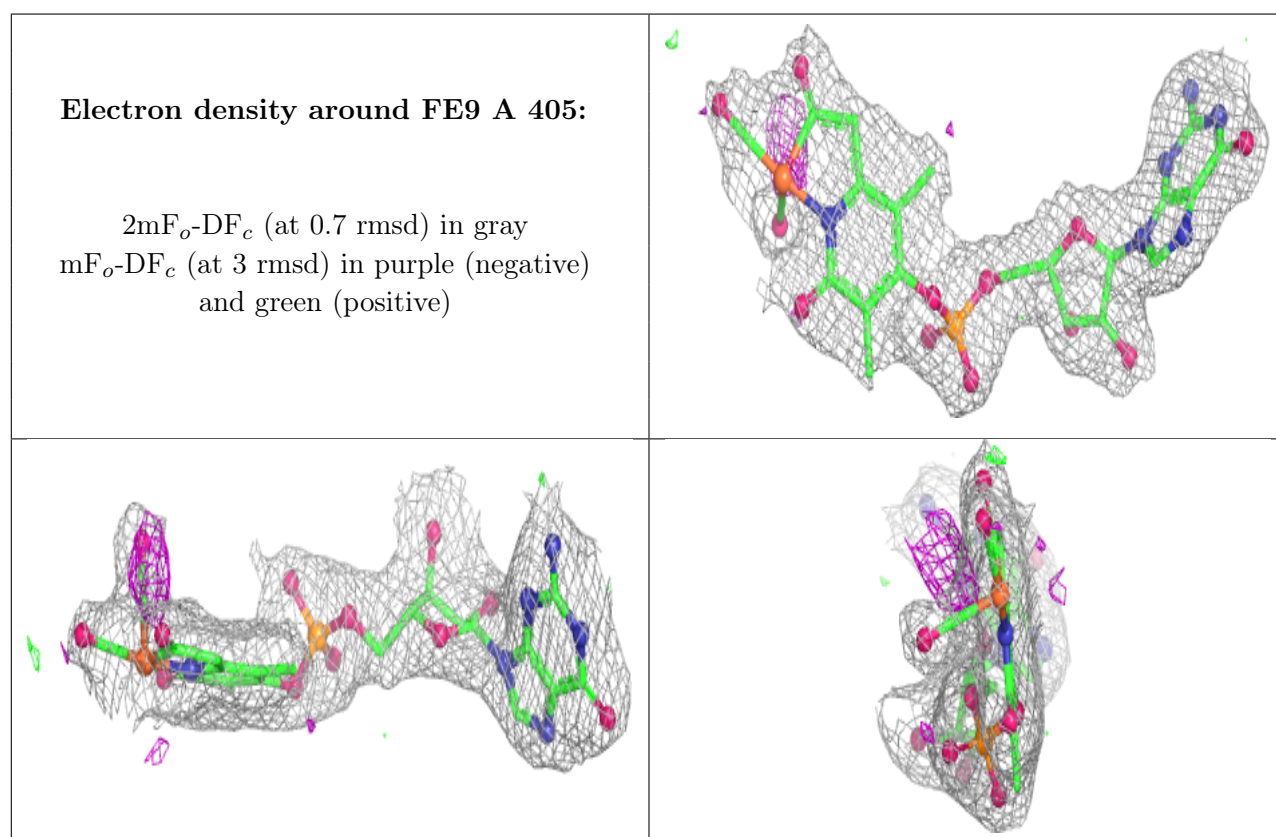 Electron density around FE9 A 405:
2mFo-DFc (at 0.7 rmsd) in gray
mFo-DFc (at 3 rmsd) in purple (negative)
and green (positive)